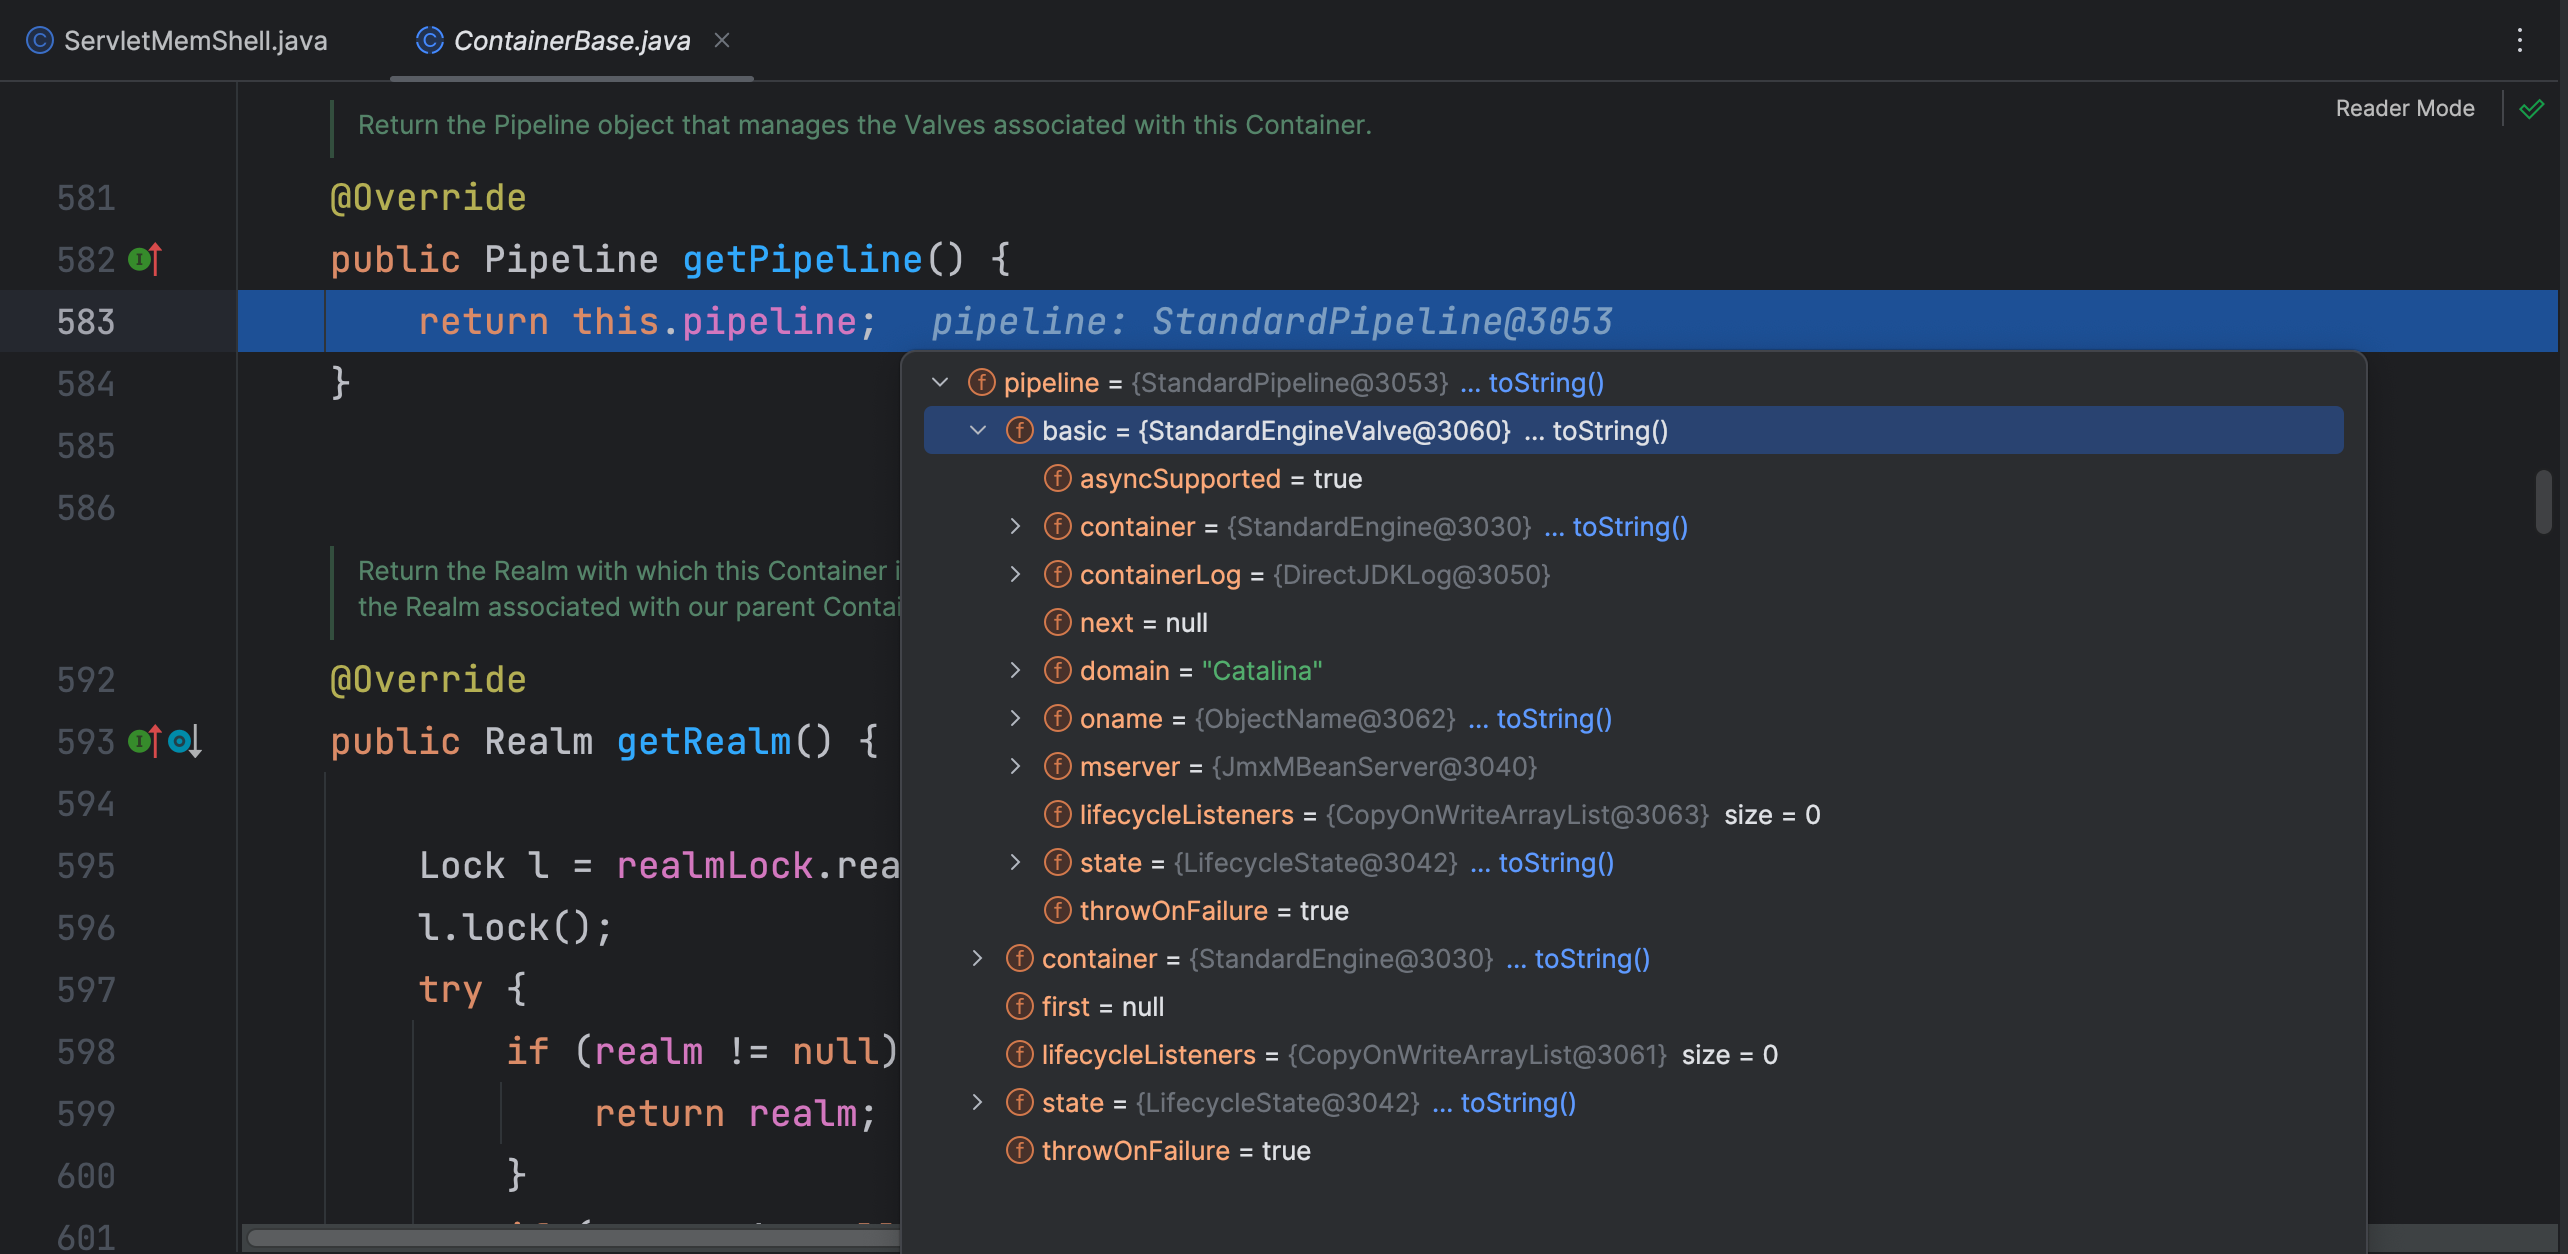 ServletMemShell.java ContainerBase.java
Reader Mode
Return the Pipeline object that manages the Valves associated with this Container.
581 @Override
582 public Pipeline getPipeline() {
583 return this.pipeline; pipeline: StandardPipeline@3053
584 }
585
586
Return the Realm with which this Container i
the Realm associated with our parent Contai
592 @Override
593 public Realm getRealm() {
594
595 Lock l = realmLock.rea
596 l.lock();
597 try {
598 if (realm != null)
599 return realm;
600 }
601
pipeline = {StandardPipeline@3053} ... toString()
basic = {StandardEngineValve@3060} ... toString()
asyncSupported = true
container = {StandardEngine@3030} ... toString()
containerLog = {DirectJDKLog@3050}
next = null
domain = "Catalina"
oname = {ObjectName@3062} ... toString()
mserver = {JmxMBeanServer@3040}
lifecycleListeners = {CopyOnWriteArrayList@3063} size = 0
state = {LifecycleState@3042} ... toString()
throwOnFailure = true
container = {StandardEngine@3030} ... toString()
first = null
lifecycleListeners = {CopyOnWriteArrayList@3061} size = 0
state = {LifecycleState@3042} ... toString()
throwOnFailure = true